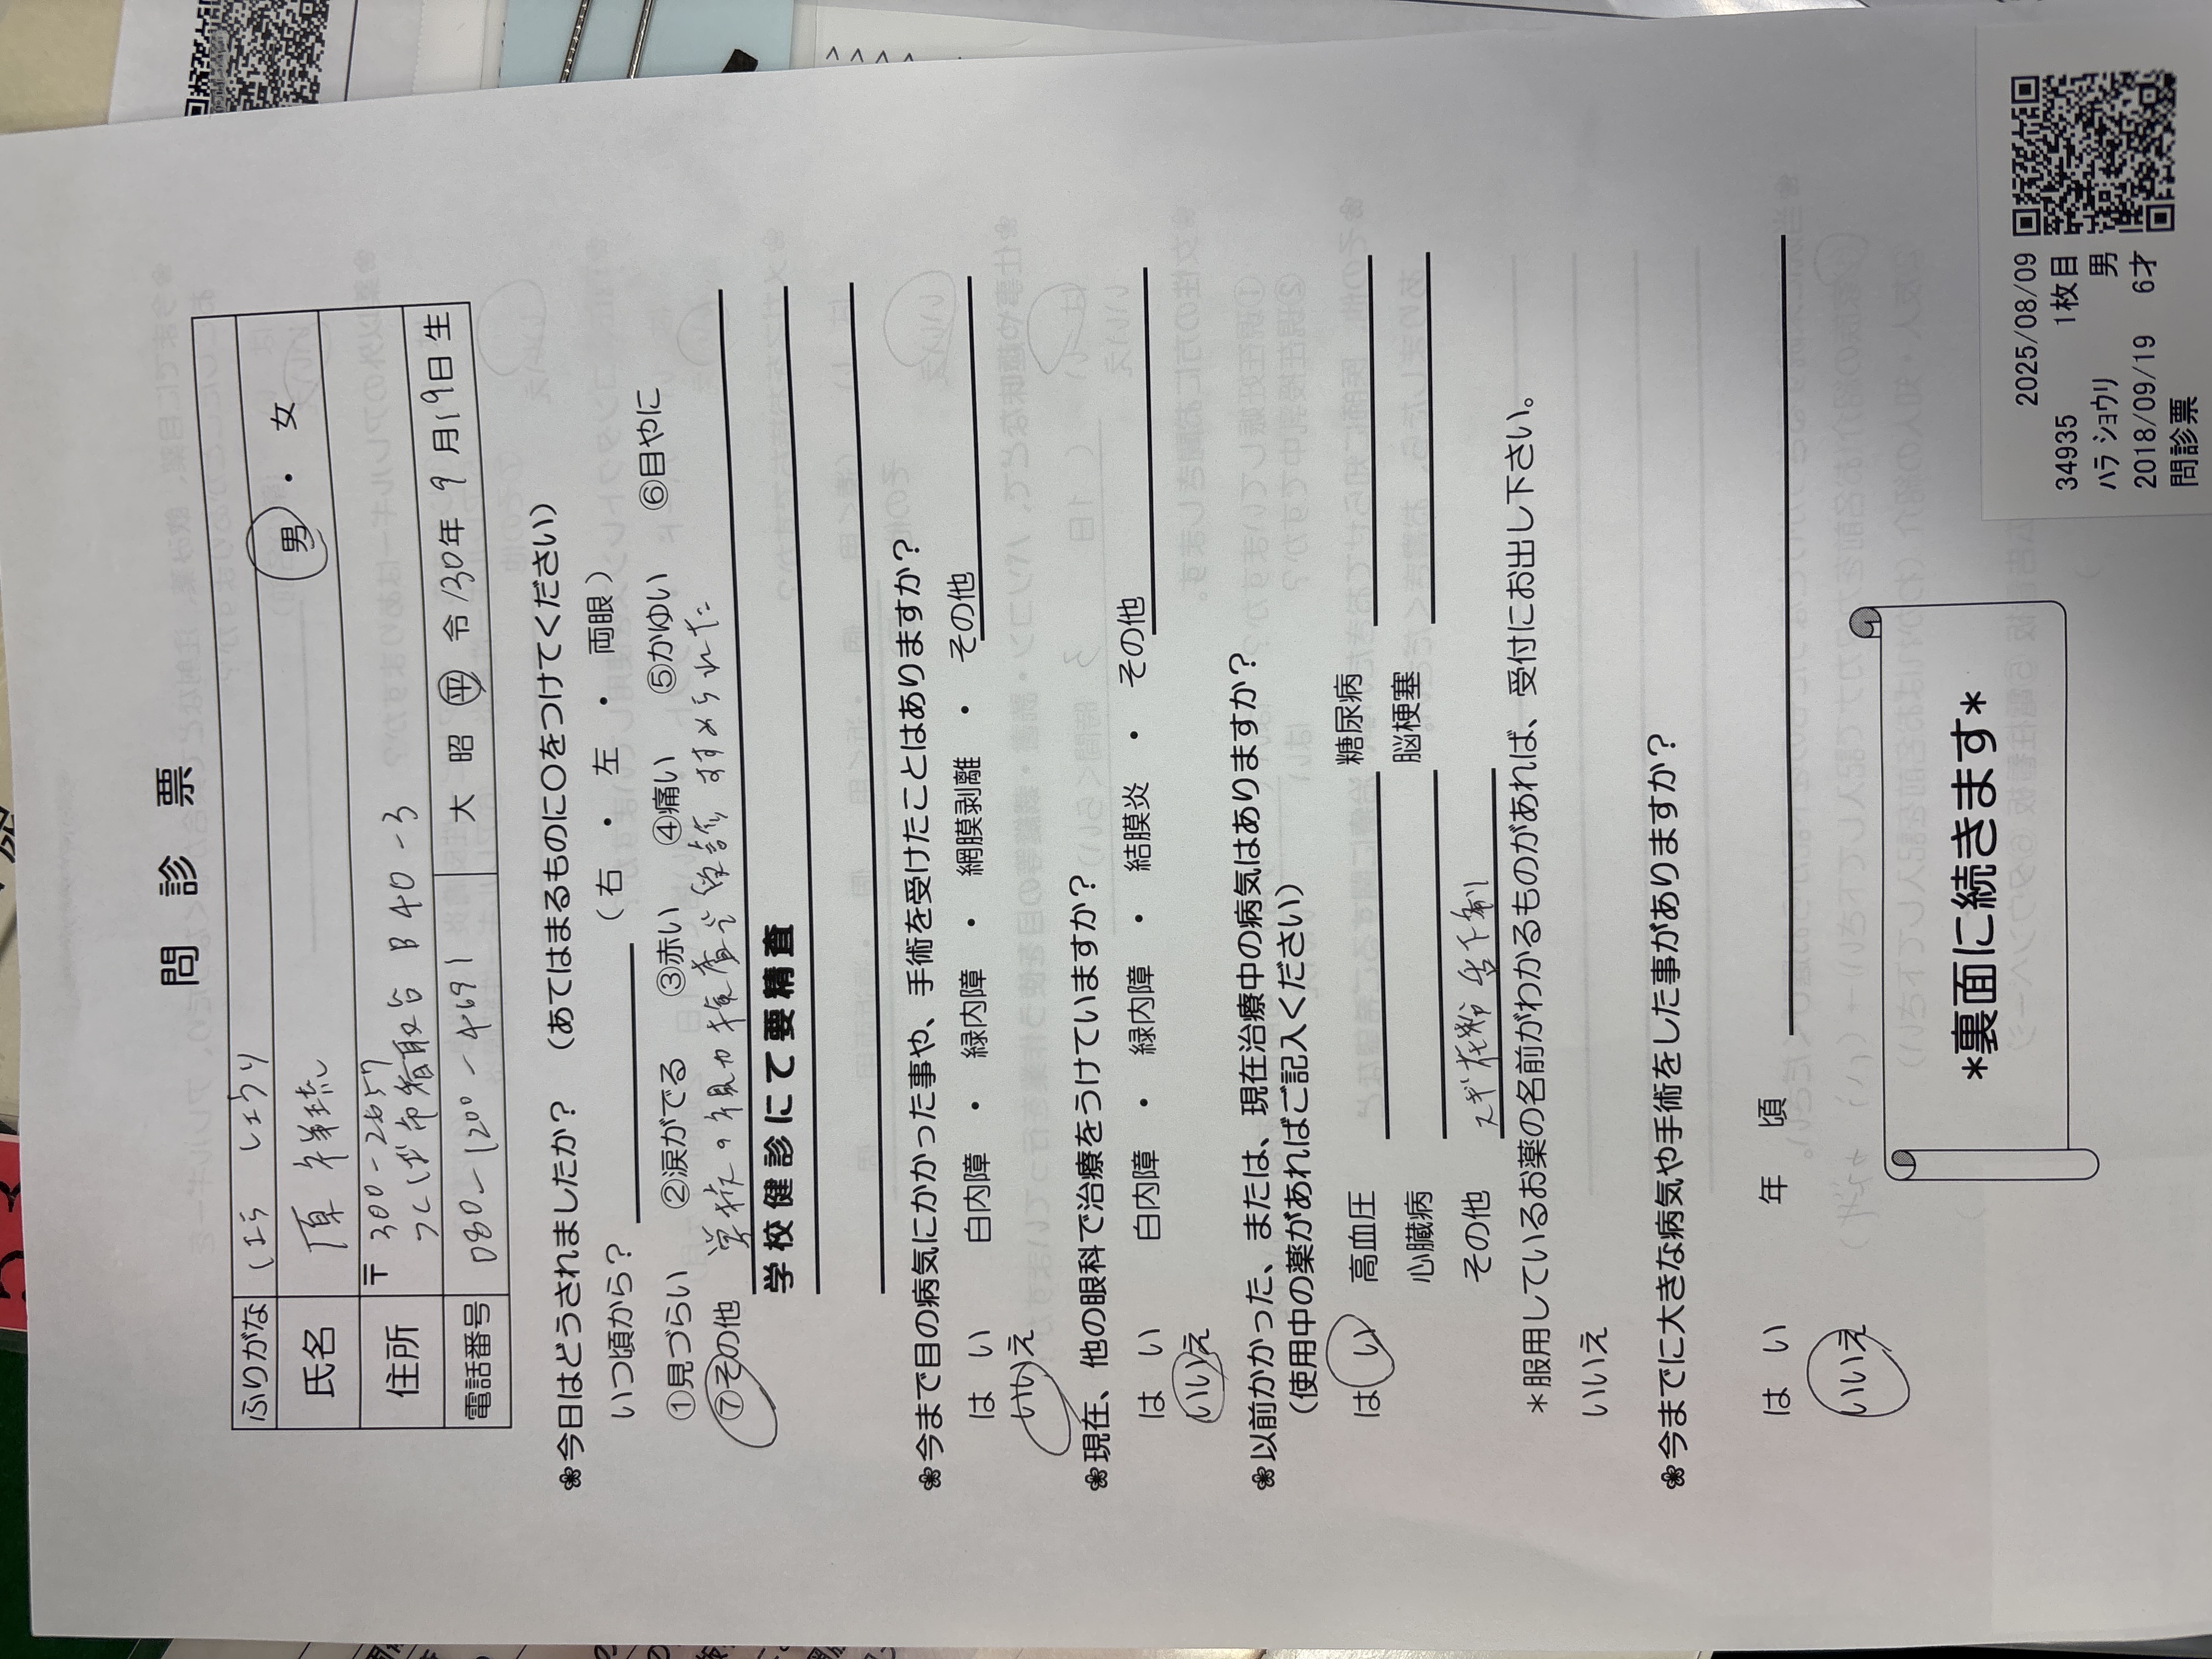 問 診 票
ふりがな はら しょうり
氏名 原 祥琉 男 ・ 女
住所 〒 300-2657
つくば市香取台 B40-3
電話番号 080-1200-4691 大 昭 平 令 30年 9月19日生
❀今日はどうされましたか? (あてはまるものに○をつけてください)
いつ頃から? (右 ・ 左 ・ 両眼)
①見づらい ②涙がでる ③赤い ④痛い ⑤かゆい ⑥目やに
⑦その他 学校の視力検査で受診すすめられた
学校健診にて要精査
❀今まで目の病気にかかった事や、手術を受けたことはありますか?
は い 白内障 ・ 緑内障 ・ 網膜剥離 ・ その他
いいえ
❀現在、他の眼科で治療をうけていますか?
は い 白内障 ・ 緑内障 ・ 結膜炎 ・ その他
いいえ
❀以前かかった、または、現在治療中の病気はありますか?
(使用中の薬があればご記入ください)
は い 高血圧 糖尿病
心臓病 脳梗塞
その他 スギ花粉 舌下剤
*服用しているお薬の名前がわかるものがあれば、受付にお出し下さい。
いいえ
❀今までに大きな病気や手術をした事がありますか?
は い 年 頃
いいえ
*裏面に続きます*
2025/08/09
34935 1枚目
ハラ ショウリ 男
2018/09/19 6才
問診票